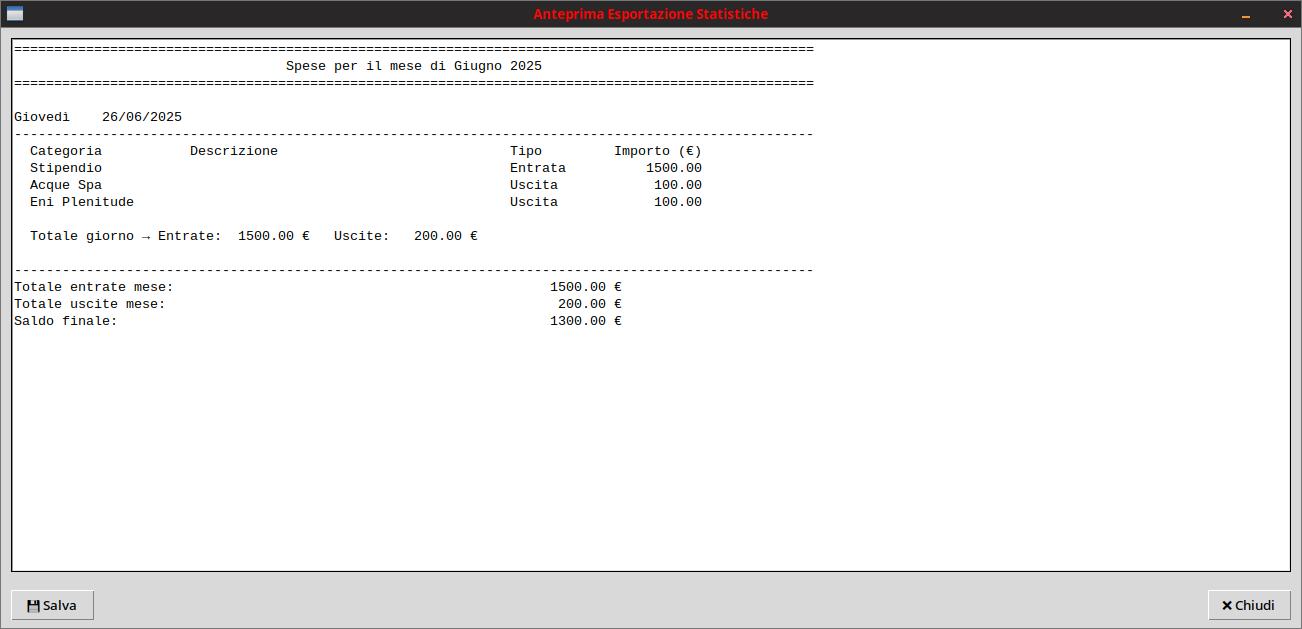 Anteprima Esportazione Statistiche
====================================================================================================
Spese per il mese di Giugno 2025
====================================================================================================
Giovedì    26/06/2025
----------------------------------------------------------------------------------------------------
Categoria           Descrizione                             Tipo         Importo (€)
Stipendio                                                   Entrata          1500.00
Acque Spa                                                   Uscita            100.00
Eni Plenitude                                               Uscita            100.00
Totale giorno → Entrate:  1500.00 €   Uscite:   200.00 €
----------------------------------------------------------------------------------------------------
Totale entrate mese:                                               1500.00 €
Totale uscite mese:                                                 200.00 €
Saldo finale:                                                      1300.00 €
Salva
Chiudi